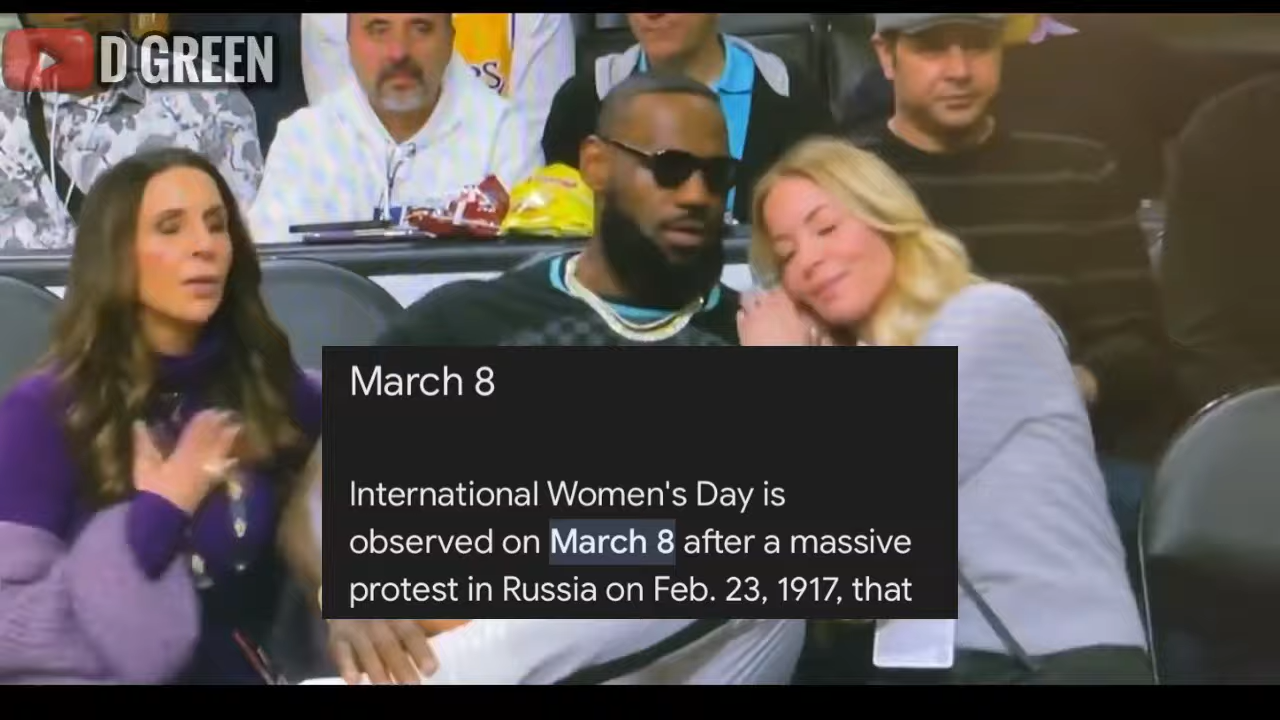 D GREEN
March 8
International Women's Day is
observed on March 8 after a massive
protest in Russia on Feb. 23, 1917, that